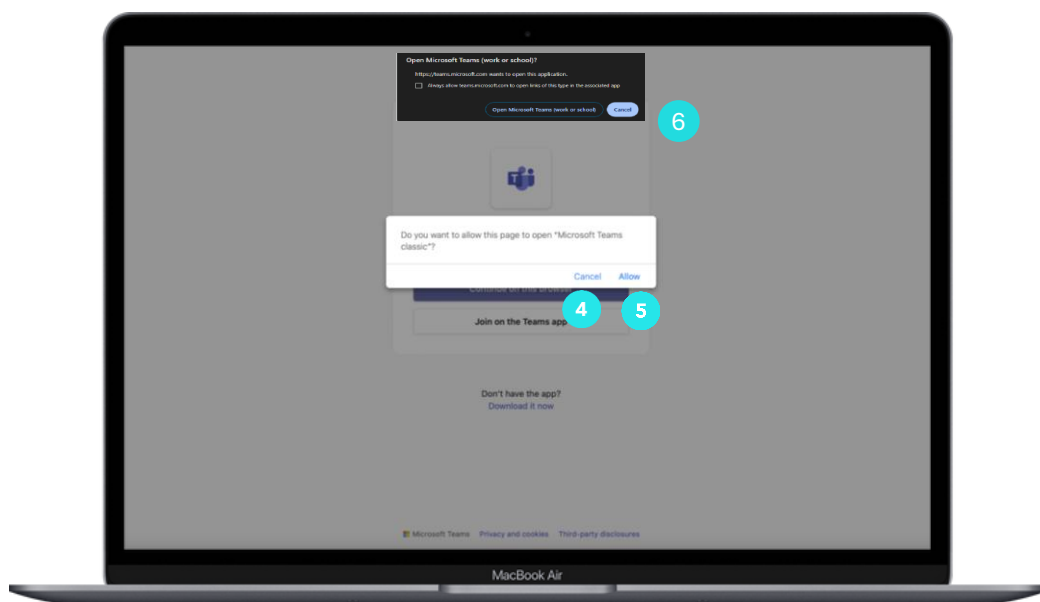 Open Microsoft Teams (work or school)?
https://teams.microsoft.com wants to open this application.
Always allow teams.microsoft.com to open links of this type in the associated app
Open Microsoft Teams (work or school)
Cancel
6
T
Do you want to allow this page to open "Microsoft Teams
classic"?
Cancel
Allow
Continue on this browser
4
5
Join on the Teams app
Don't have the app?
Download it now
Microsoft Teams
Privacy and cookies
Third-party disclosures
MacBook Air